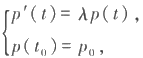 p′(t) = λp(t),
p(t₀) = p₀,